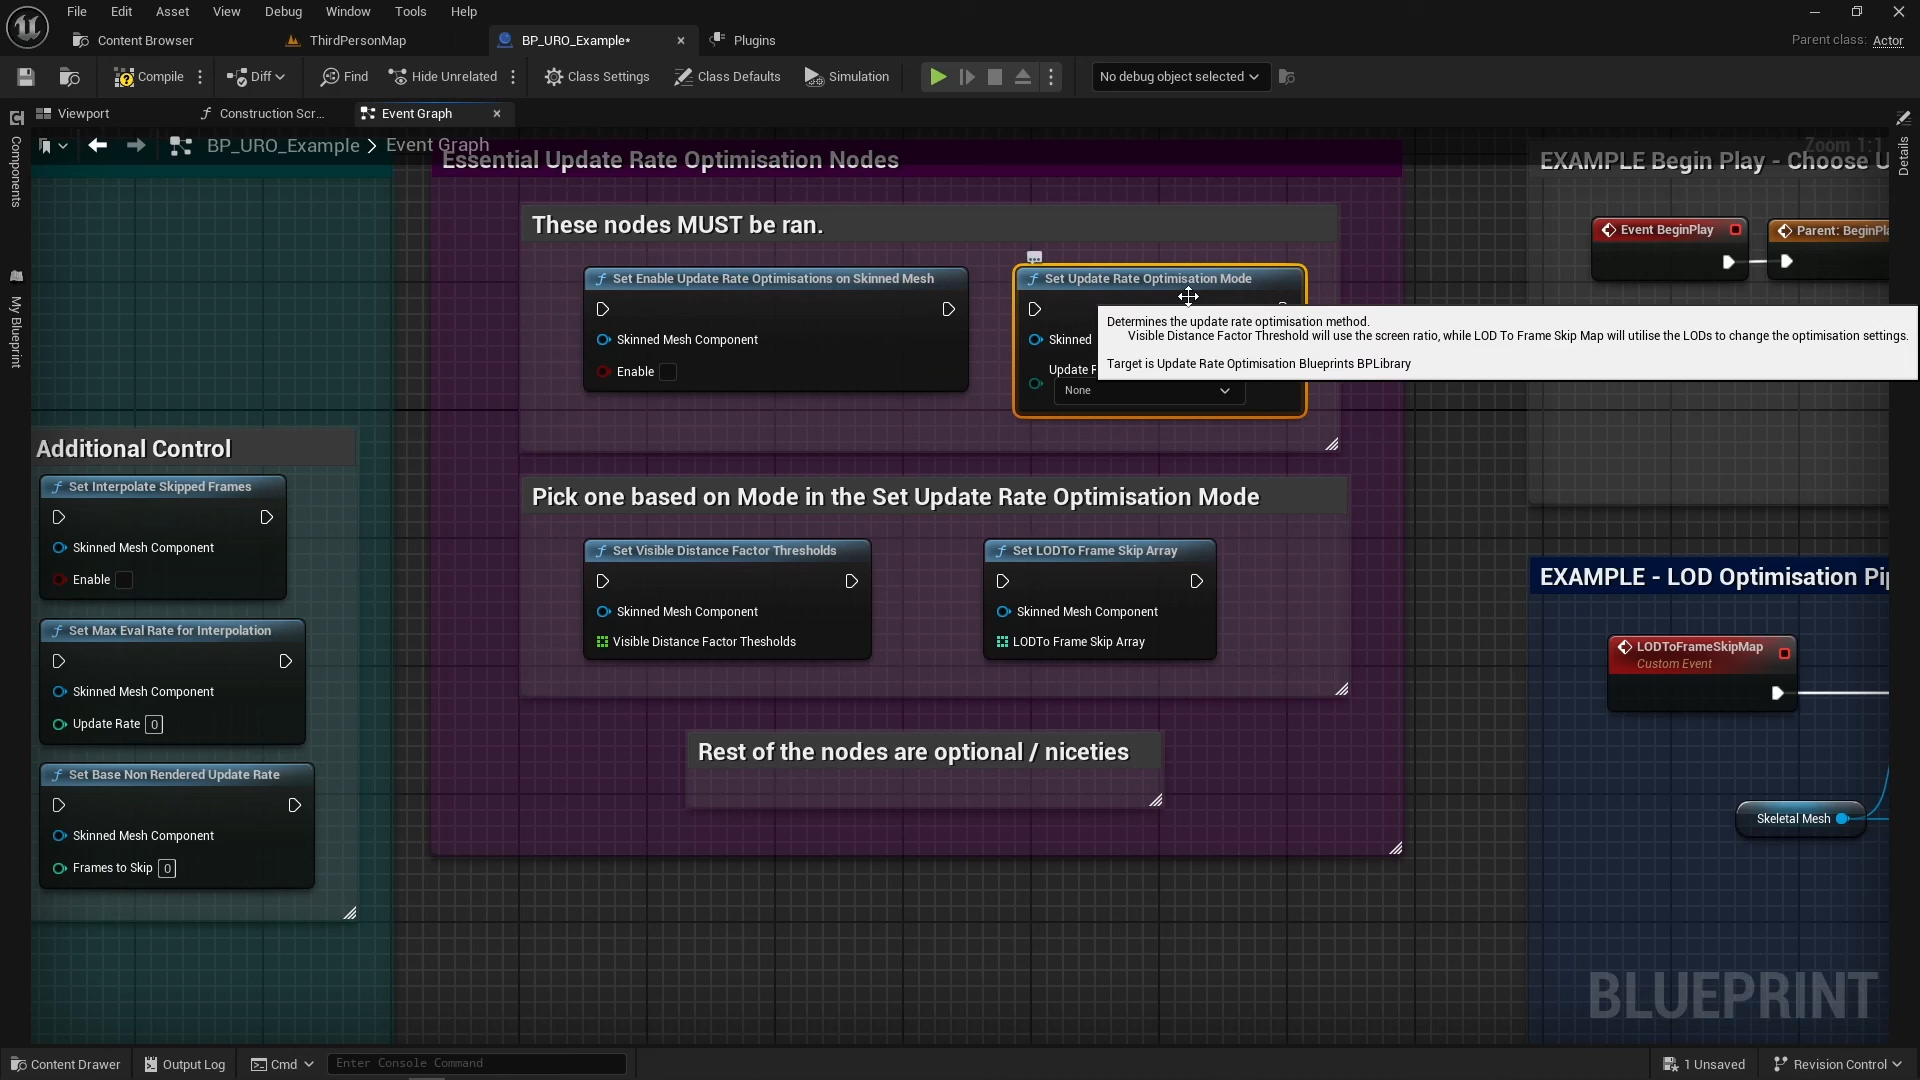 File Edit Asset View Debug Window Tools Help
Content Browser ThirdPersonMap BP_URO_Example* Plugins
Parent class: Actor
Compile Diff Find Hide Unrelated Class Settings Class Defaults Simulation No debug object selected
Viewport Construction Scr... Event Graph
BP_URO_Example > Event Graph
Zoom 1:1
Components
My Blueprint
Details
Essential Update Rate Optimisation Nodes
These nodes MUST be ran.
Set Enable Update Rate Optimisations on Skinned Mesh
Skinned Mesh Component
Enable
Set Update Rate Optimisation Mode
Skinned
Update
None
Determines the update rate optimisation method.
Visible Distance Factor Threshold will use the screen ratio, while LOD To Frame Skip Map will utilise the LODs to change the optimisation settings.
Target is Update Rate Optimisation Blueprints BPLibrary
Additional Control
Set Interpolate Skipped Frames
Skinned Mesh Component
Enable
Set Max Eval Rate for Interpolation
Skinned Mesh Component
Update Rate 0
Set Base Non Rendered Update Rate
Skinned Mesh Component
Frames to Skip 0
Pick one based on Mode in the Set Update Rate Optimisation Mode
Set Visible Distance Factor Thresholds
Skinned Mesh Component
Visible Distance Factor Thesholds
Set LODTo Frame Skip Array
Skinned Mesh Component
LODTo Frame Skip Array
Rest of the nodes are optional / niceties
EXAMPLE Begin Play - Choose U
Event BeginPlay
Parent: BeginPla
EXAMPLE - LOD Optimisation Pip
LODToFrameSkipMap
Custom Event
Skeletal Mesh
BLUEPRINT
Content Drawer Output Log Cmd Enter Console Command 1 Unsaved Revision Control